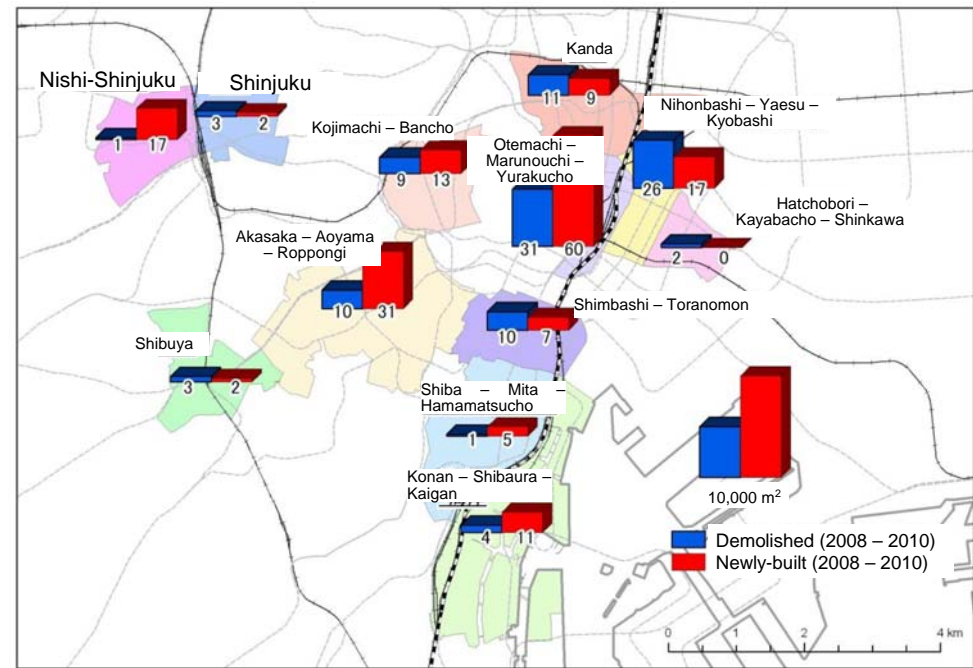 Kanda
11 9
Nishi-Shinjuku
1 17
Shinjuku
3 2
Kojimachi – Bancho
9 13
Otemachi –
Marunouchi –
Yurakucho
31 60
Nihonbashi – Yaesu –
Kyobashi
26 17
Hatchobori –
Kayabacho – Shinkawa
2 0
Akasaka – Aoyama
– Roppongi
10 31
Shimbashi – Toranomon
10 7
Shibuya
3 2
Shiba – Mita –
Hamamatsucho
1 5
Konan – Shibaura –
Kaigan
4 11
10,000 m²
Demolished (2008 – 2010)
Newly-built (2008 – 2010)
0 1 2 4 km